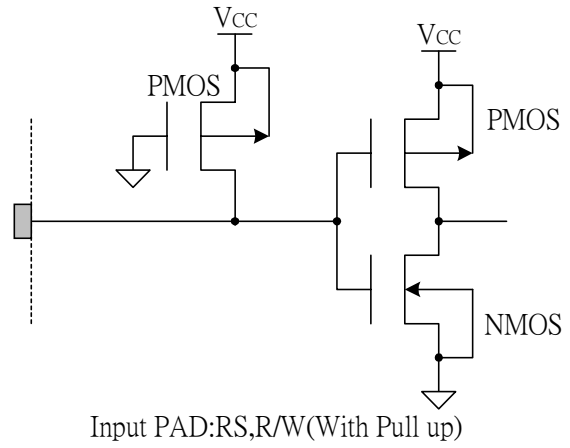 VCC
VCC
PMOS
PMOS
NMOS
Input PAD:RS,R/W(With Pull up)